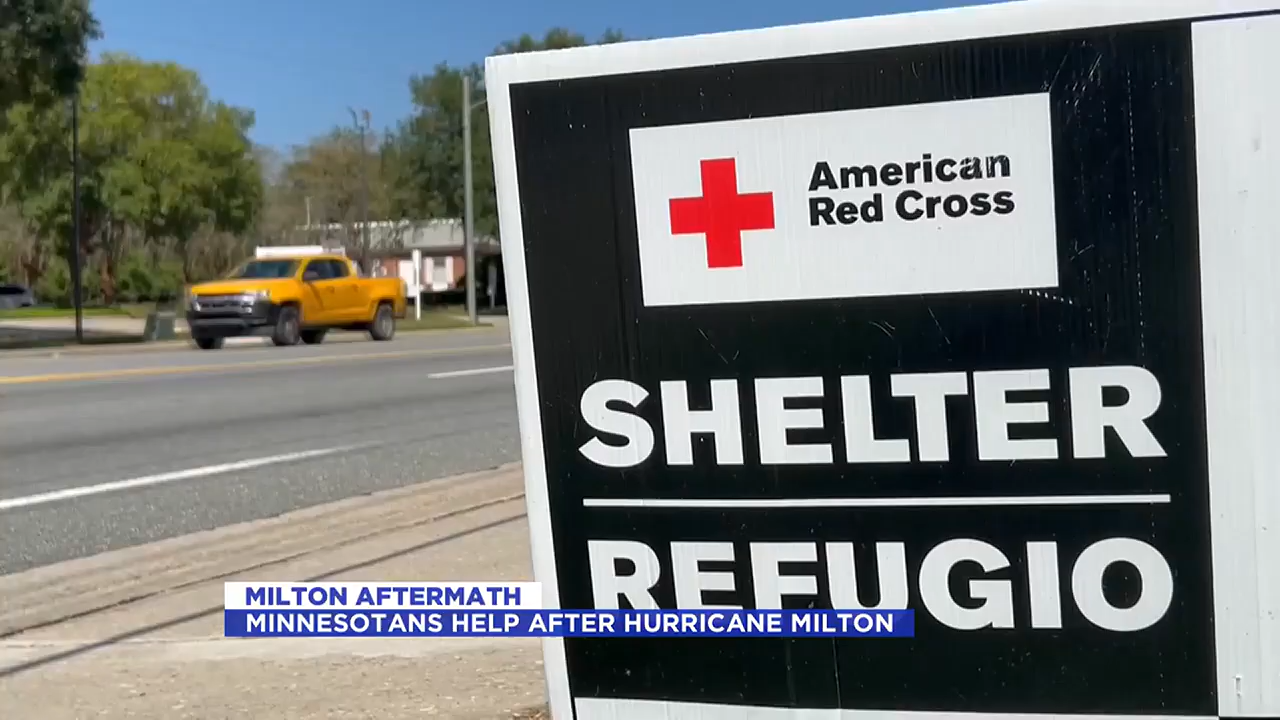 American
Red Cross
SHELTER
REFUGIO
MILTON AFTERMATH
MINNESOTANS HELP AFTER HURRICANE MILTON